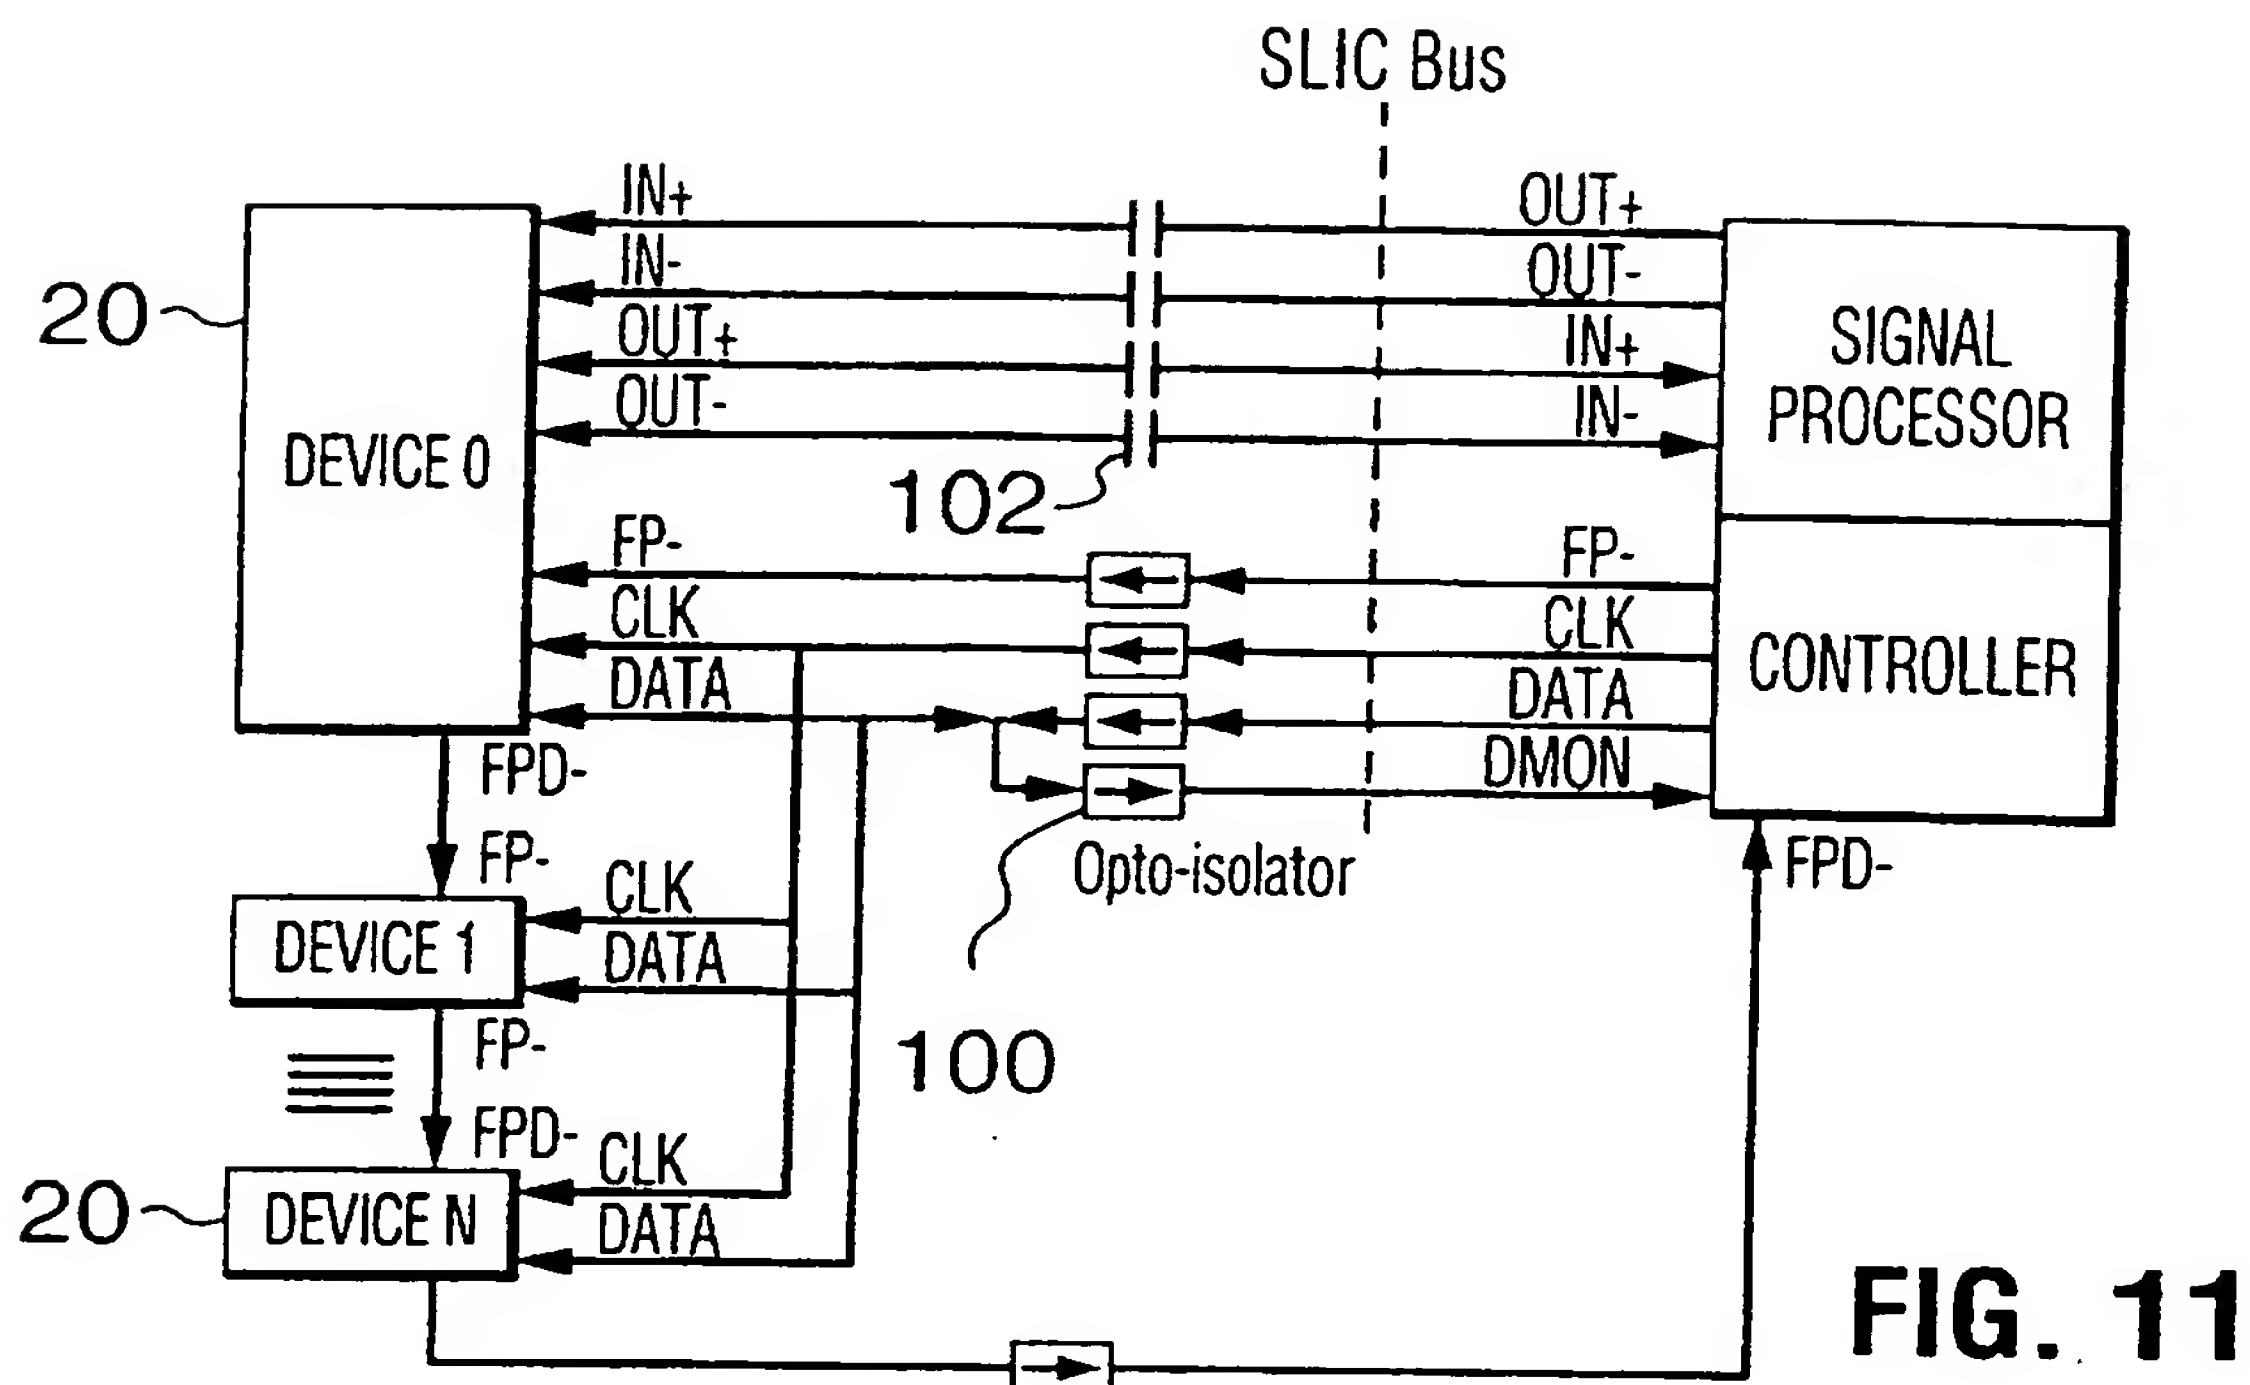 SLIC Bus
IN+
OUT+
IN-
OUT-
20
OUT+
IN+
SIGNAL
PROCESSOR
OUT-
IN-
DEVICE 0
102
FP-
FP-
CLK
CLK
CONTROLLER
DATA
DATA
FPD-
DMON
FP-
Opto-isolator
FPD-
CLK
DEVICE 1
DATA
FP-
100
FPD-
CLK
20
DEVICE N
DATA
FIG. 11